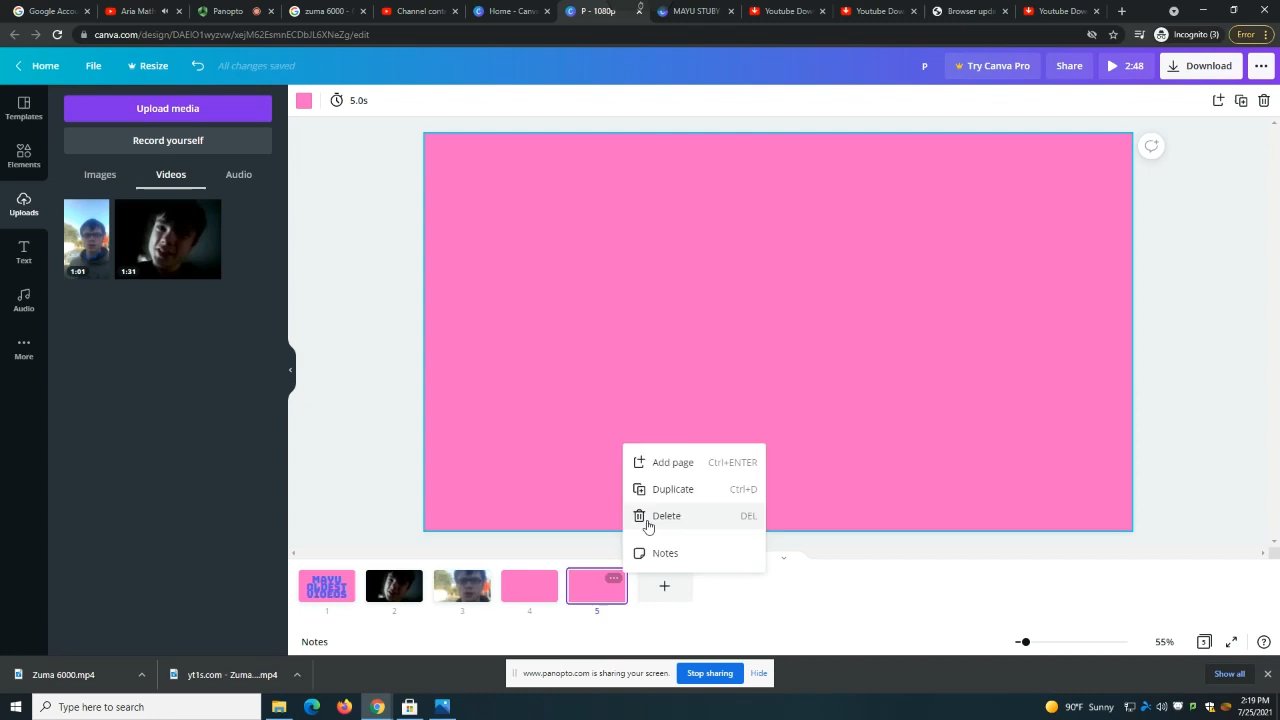 Google Accou
Aria Math
Panopto
zuma 6000 -
Channel cont
Home - Canva
P - 1080p
MAYU STUBY
Youtube Dow
Youtube Dow
Browser upda
Youtube Dow
canva.com/design/DAElO1wyzvw/xejM62EsmnECDbJL6XNeZg/edit
Incognito (3)
Error
Home
File
Resize
All changes saved
P
Try Canva Pro
Share
2:48
Download
Templates
Elements
Uploads
Text
Audio
More
Upload media
Record yourself
Images
Videos
Audio
1:01
1:31
5.0s
Add page Ctrl+ENTER
Duplicate Ctrl+D
Delete DEL
Notes
MAYU
OLDEST
VIDEOS
1
2
3
4
5
Notes
55%
5
Zuma 6000.mp4
yt1s.com - Zuma....mp4
www.panopto.com is sharing your screen.
Stop sharing
Hide
Show all
Type here to search
90°F Sunny
2:19 PM
7/25/2021